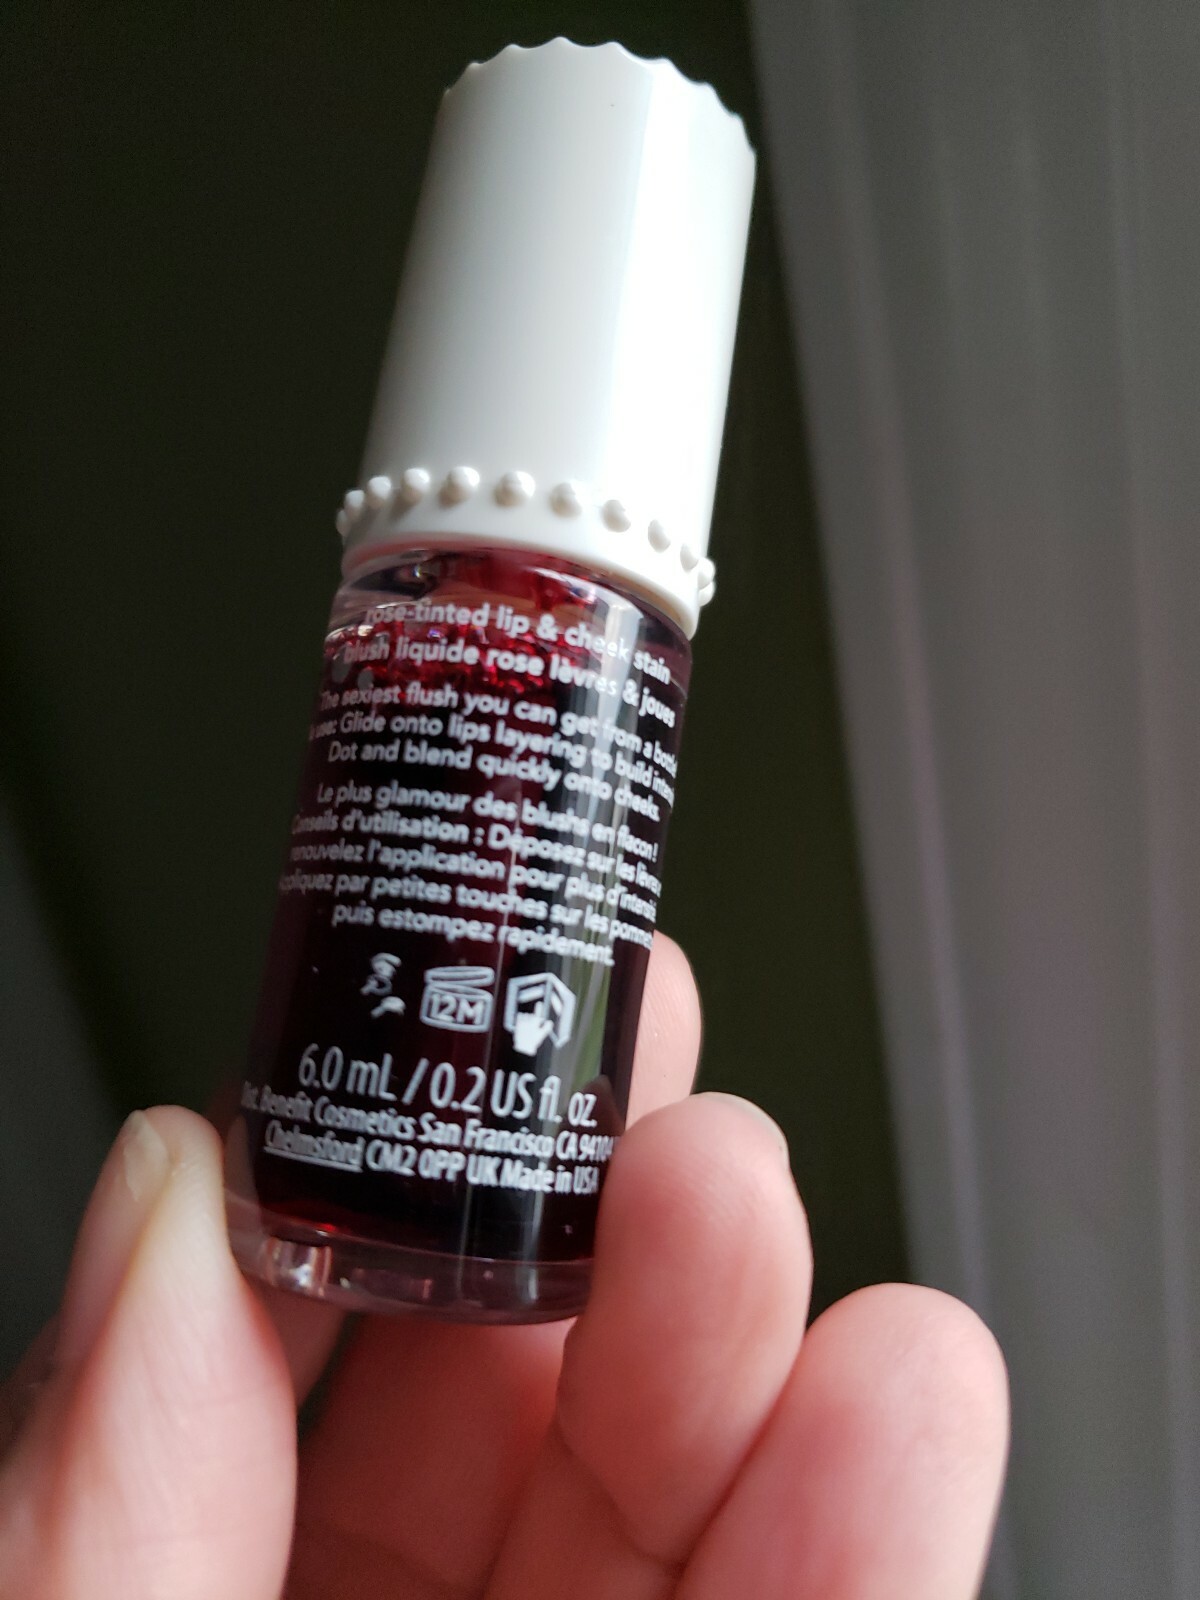 rose-tinted lip & cheek stain
blush liquide rose lèvres & joues
The sexiest flush you can get from a
use: Glide onto lips layering to build
Dot and blend quickly onto cheeks.
Le plus glamour des blushs en flacon !
Conseils d'utilisation : Déposez sur les
renouvelez l'application pour plus
par petites touches sur les
puis estompez rapidement.
12M
6.0 mL / 0.2 US fl. oz.
Benefit Cosmetics San Francisco CA 94104
Chelmsford CM2 0PP UK Made in USA